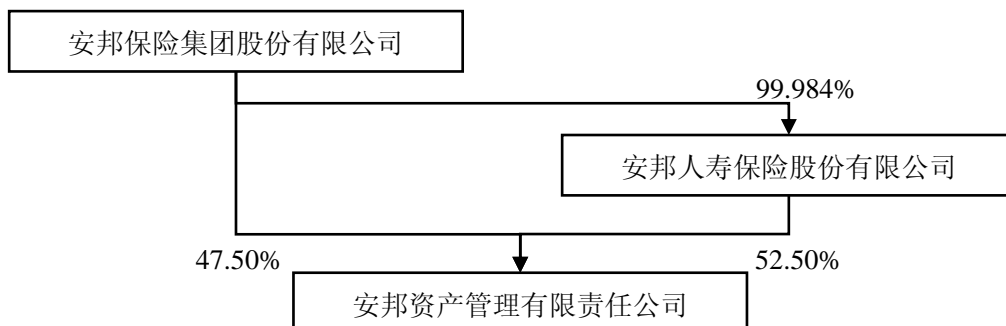 安邦保险集团股份有限公司
99.984%
安邦人寿保险股份有限公司
47.50%
52.50%
安邦资产管理有限责任公司